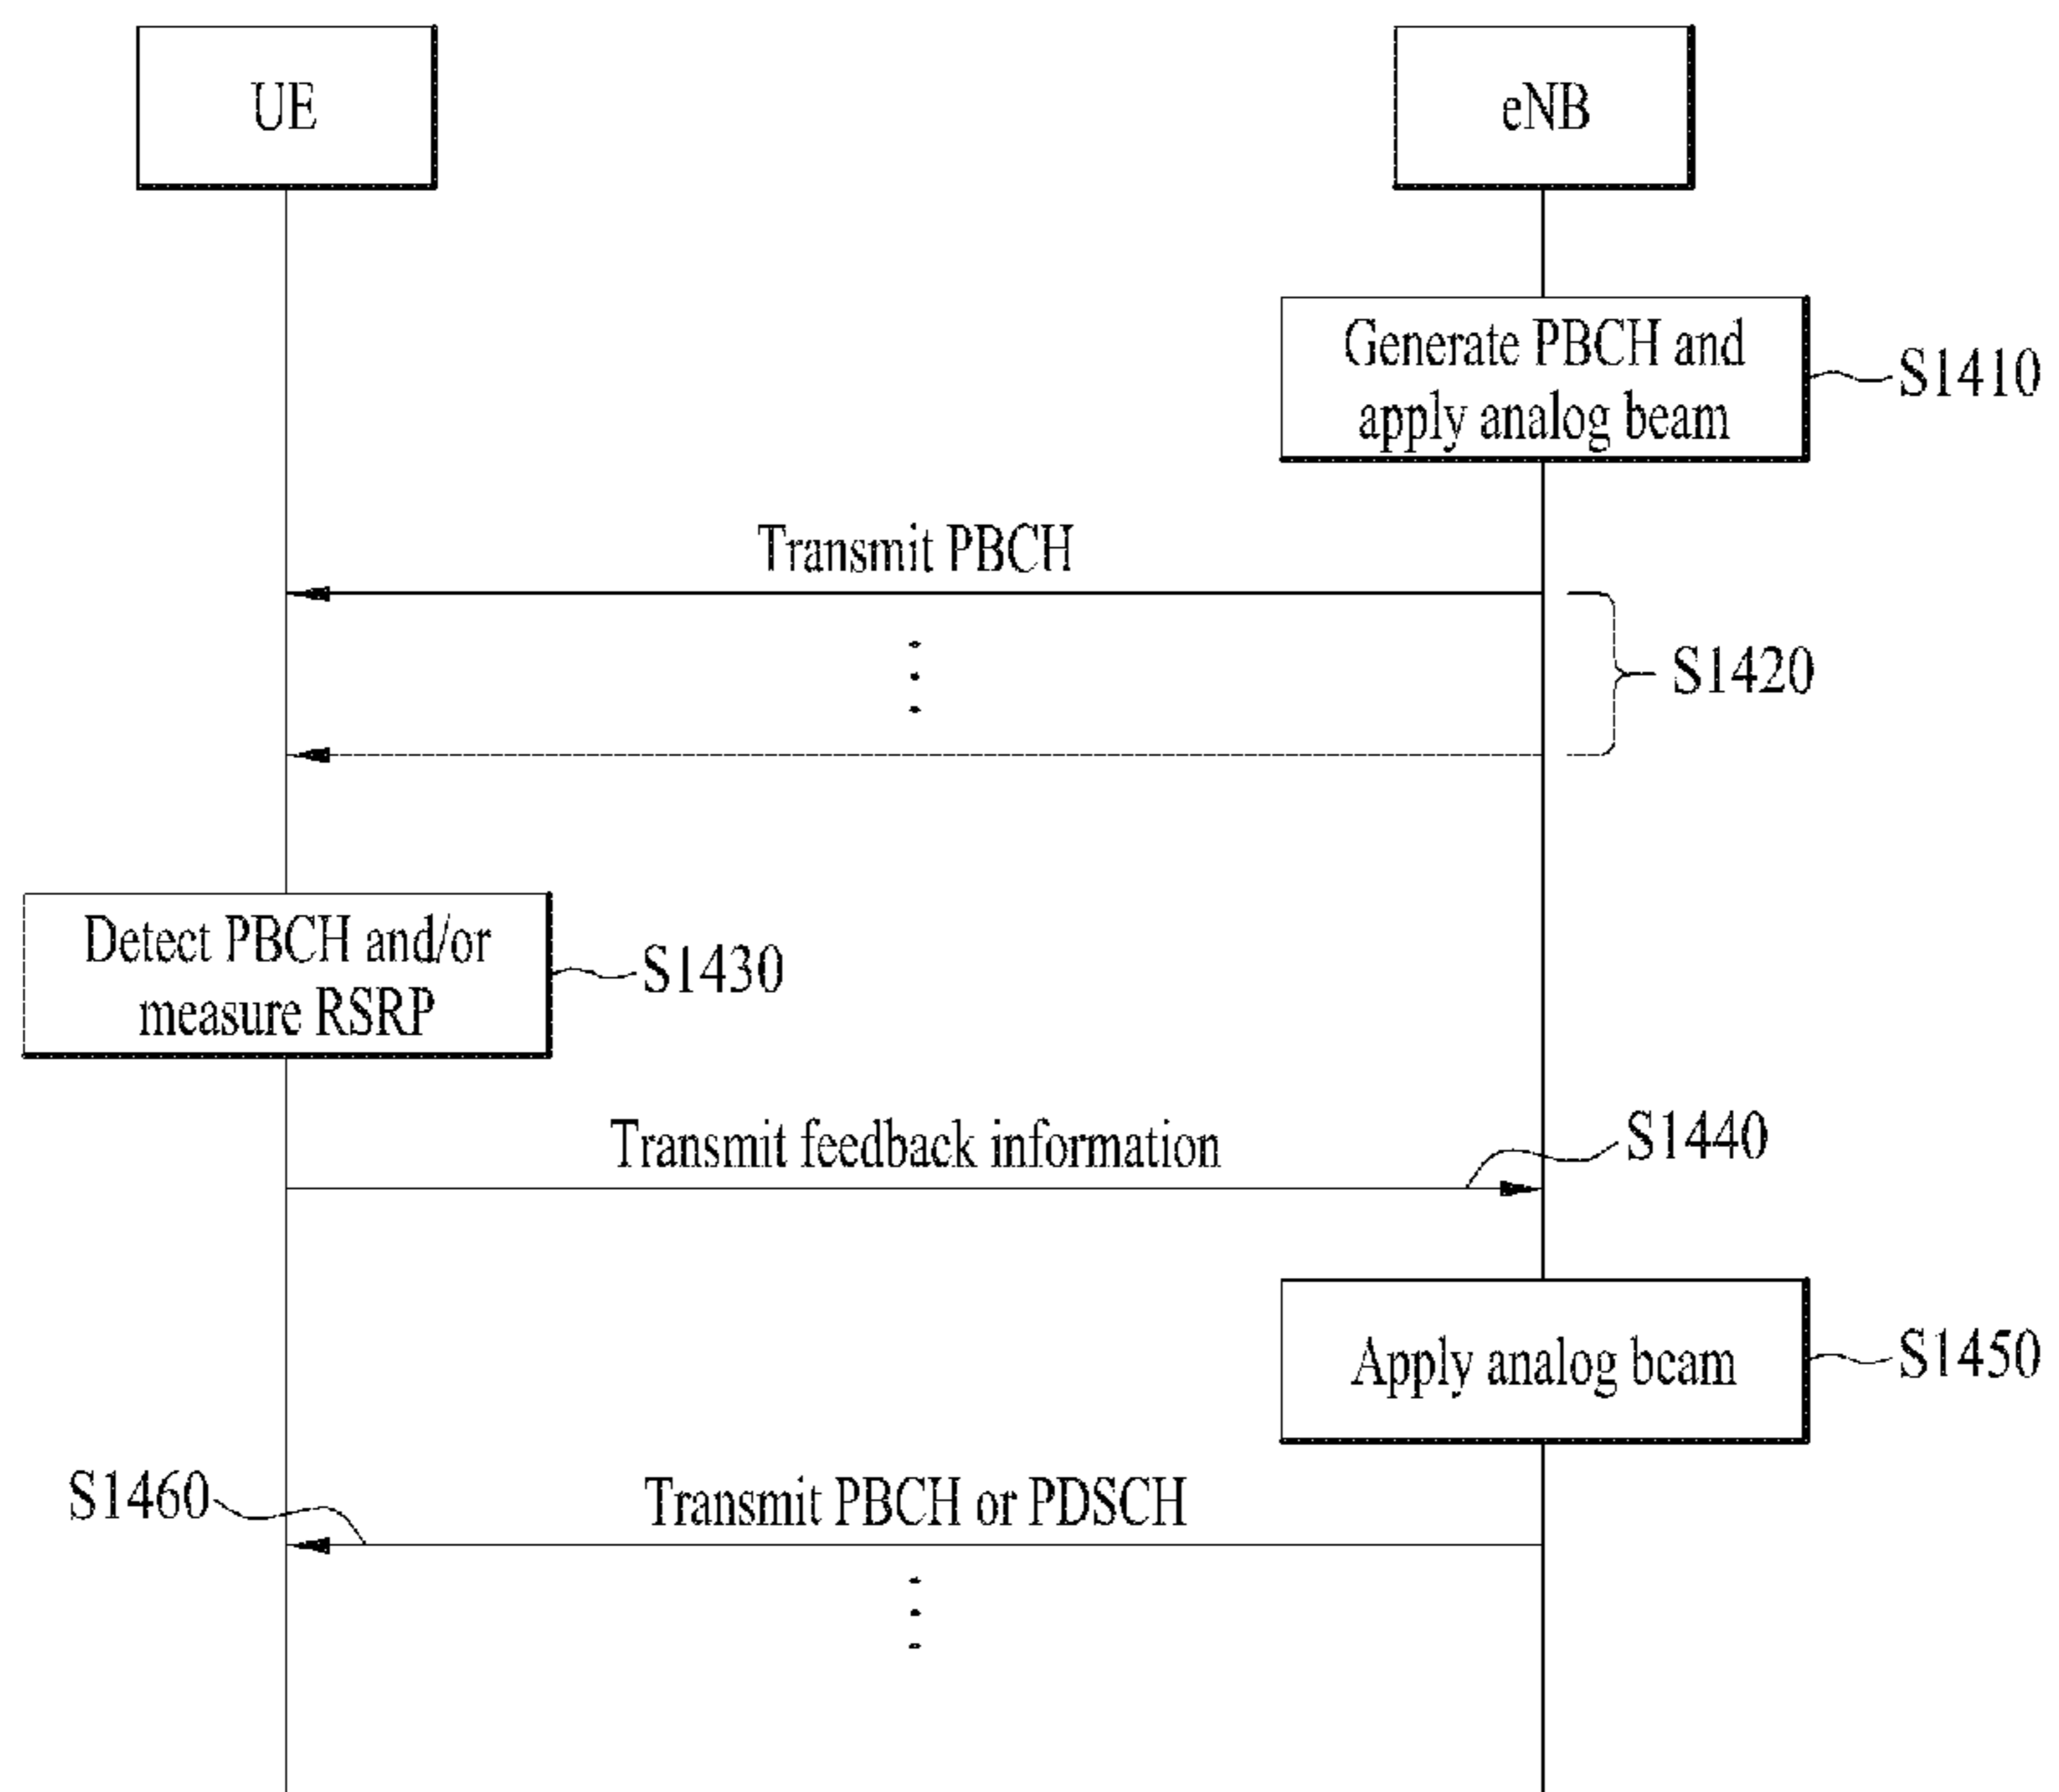 UE
eNB
Generate PBCH and
apply analog beam
S1410
Transmit PBCH
S1420
Detect PBCH and/or
measure RSRP
S1430
Transmit feedback information
S1440
Apply analog beam
S1450
S1460
Transmit PBCH or PDSCH